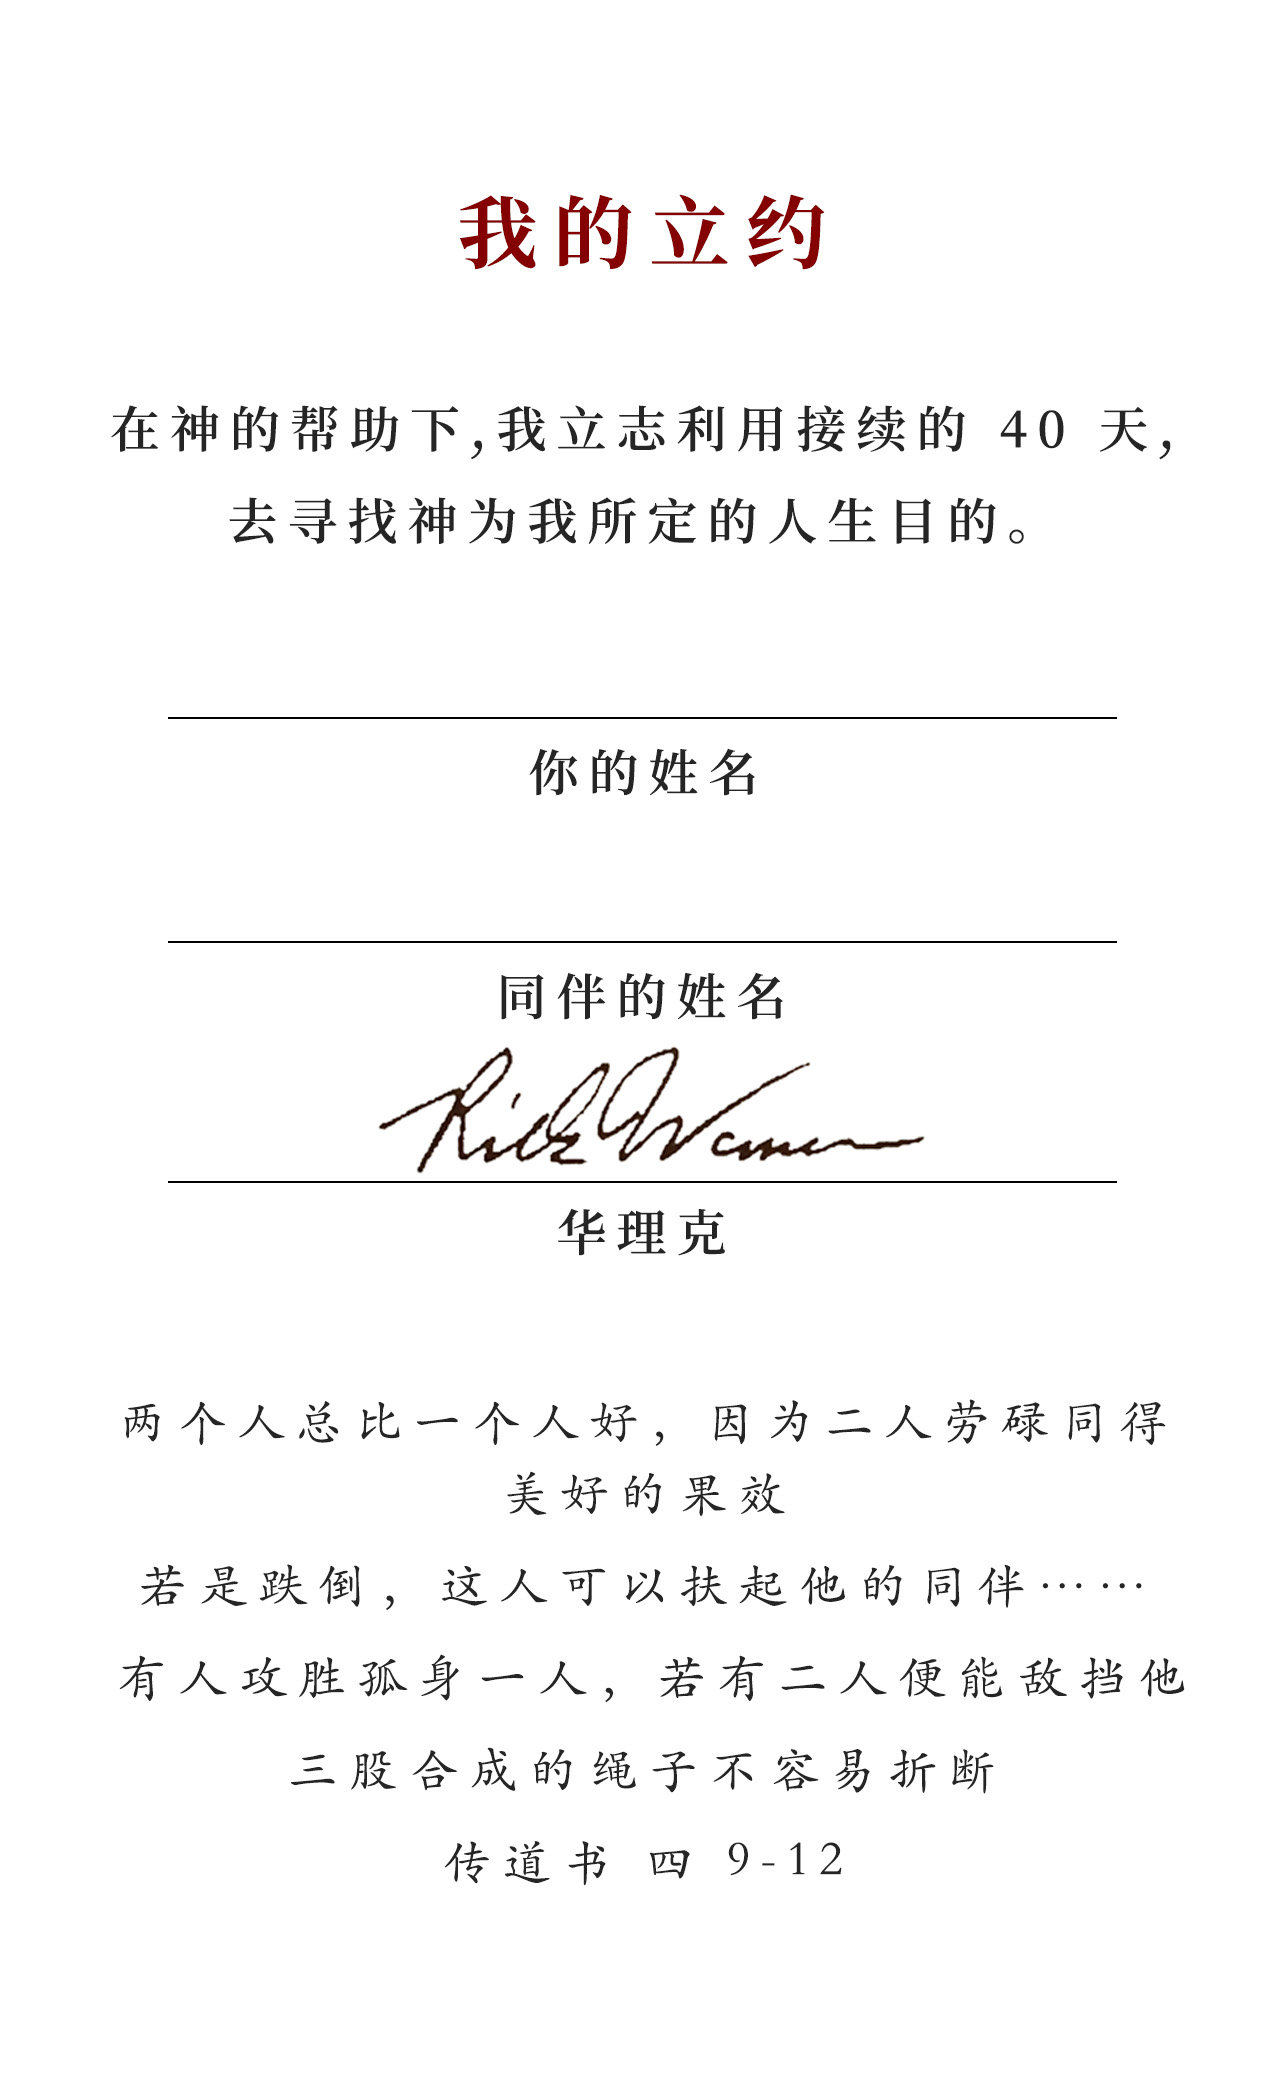 我的立约
在神的帮助下,我立志利用接续的 40 天,
去寻找神为我所定的人生目的。
你的姓名
同伴的姓名
Rick Warren
华理克
两个人总比一个人好，因为二人劳碌同得
美好的果效
若是跌倒，这人可以扶起他的同伴……
有人攻胜孤身一人，若有二人便能敌挡他
三股合成的绳子不容易折断
传道书 四 9-12